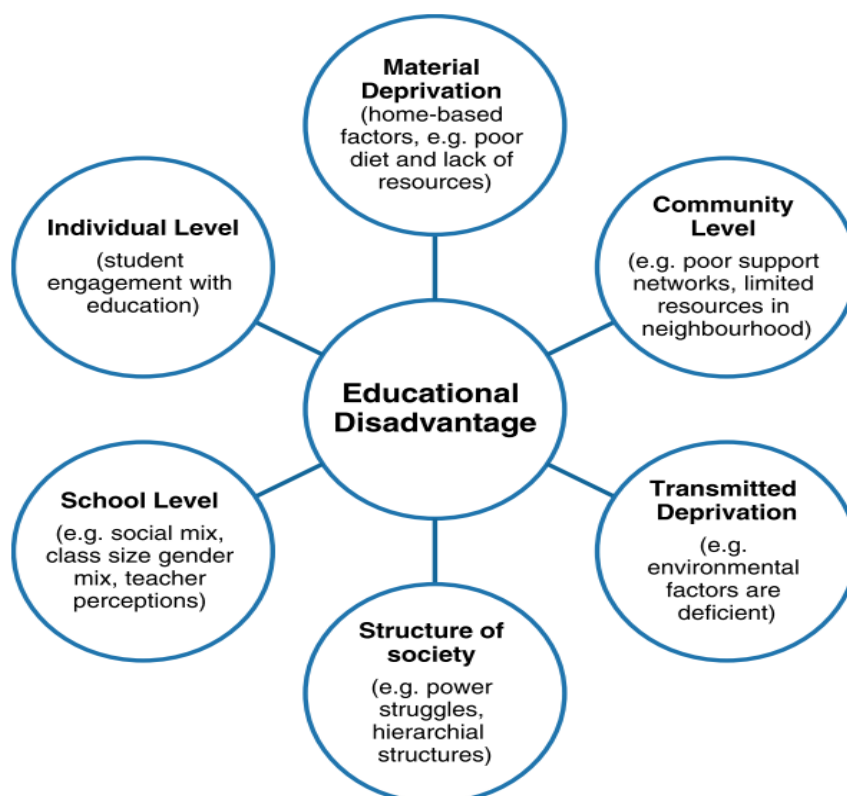 Material
Deprivation
(home-based
factors, e.g. poor
diet and lack of
resources)
Individual Level
(student
engagement with
education)
Community
Level
(e.g. poor support
networks, limited
resources in
neighbourhood)
Educational
Disadvantage
School Level
(e.g. social mix,
class size gender
mix, teacher
perceptions)
Transmitted
Deprivation
(e.g.
environmental
factors are
deficient)
Structure of
society
(e.g. power
struggles,
hierarchial
structures)